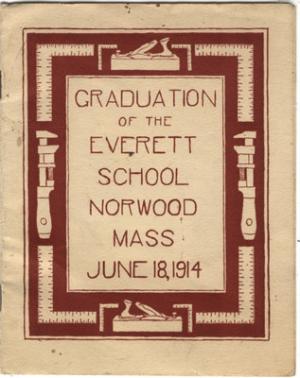 GRADUATION
OF THE
EVERETT
SCHOOL
NORWOOD
MASS
JUNE 18, 1914